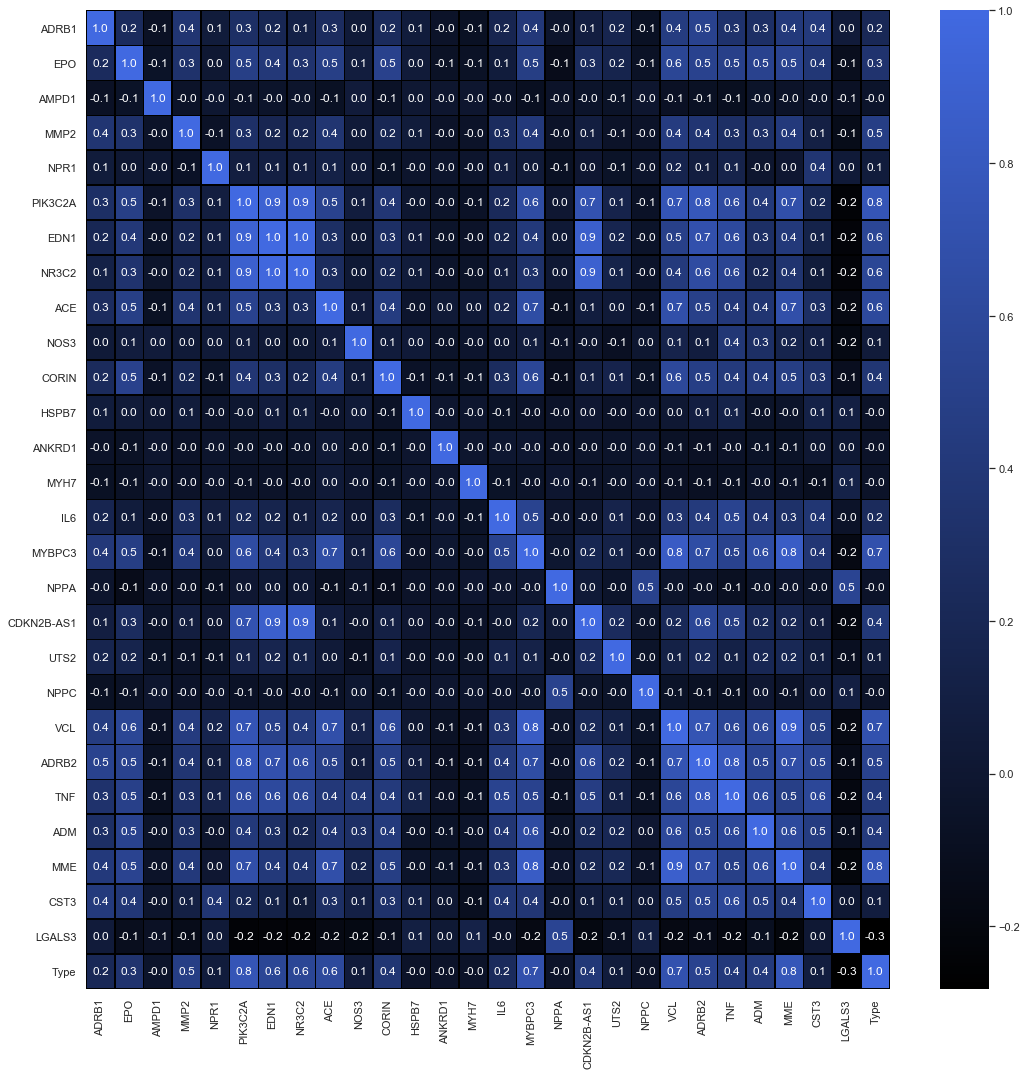 ADRB1 1.0 0.2 -0.1 0.4 0.1 0.3 0.2 0.1 0.3 0.0 0.2 0.1 -0.0 -0.1 0.2 0.4 -0.0 0.1 0.2 -0.1 0.4 0.5 0.3 0.3 0.4 0.4 0.0 0.2
EPO 0.2 1.0 -0.1 0.3 0.0 0.5 0.4 0.3 0.5 0.1 0.5 0.0 -0.1 -0.1 0.1 0.5 -0.1 0.3 0.2 -0.1 0.6 0.5 0.5 0.5 0.5 0.4 -0.1 0.3
AMPD1 -0.1 -0.1 1.0 -0.0 -0.0 -0.1 -0.0 -0.0 -0.1 0.0 -0.1 0.0 -0.0 -0.0 -0.0 -0.1 -0.0 -0.0 -0.1 -0.0 -0.1 -0.1 -0.1 -0.0 -0.0 -0.0 -0.1 -0.0
MMP2 0.4 0.3 -0.0 1.0 -0.1 0.3 0.2 0.2 0.4 0.0 0.2 0.1 -0.0 -0.0 0.3 0.4 -0.0 0.1 -0.1 -0.0 0.4 0.4 0.3 0.3 0.4 0.1 -0.1 0.5
NPR1 0.1 0.0 -0.0 -0.1 1.0 0.1 0.1 0.1 0.1 0.0 -0.1 -0.0 -0.0 -0.0 0.1 0.0 -0.0 0.0 -0.1 -0.0 0.2 0.1 0.1 -0.0 0.0 0.4 0.0 0.1
PIK3C2A 0.3 0.5 -0.1 0.3 0.1 1.0 0.9 0.9 0.5 0.1 0.4 -0.0 -0.0 -0.1 0.2 0.6 0.0 0.7 0.1 -0.1 0.7 0.8 0.6 0.4 0.7 0.2 -0.2 0.8
EDN1 0.2 0.4 -0.0 0.2 0.1 0.9 1.0 1.0 0.3 0.0 0.3 0.1 -0.0 -0.0 0.2 0.4 0.0 0.9 0.2 -0.0 0.5 0.7 0.6 0.3 0.4 0.1 -0.2 0.6
NR3C2 0.1 0.3 -0.0 0.2 0.1 0.9 1.0 1.0 0.3 0.0 0.2 0.1 -0.0 -0.0 0.1 0.3 0.0 0.9 0.1 -0.0 0.4 0.6 0.6 0.2 0.4 0.1 -0.2 0.6
ACE 0.3 0.5 -0.1 0.4 0.1 0.5 0.3 0.3 1.0 0.1 0.4 -0.0 0.0 0.0 0.2 0.7 -0.1 0.1 0.0 -0.1 0.7 0.5 0.4 0.4 0.7 0.3 -0.2 0.6
NOS3 0.0 0.1 0.0 0.0 0.0 0.1 0.0 0.0 0.1 1.0 0.1 0.0 -0.0 -0.0 0.0 0.1 -0.1 -0.0 -0.1 0.0 0.1 0.1 0.4 0.3 0.2 0.1 -0.2 0.1
CORIN 0.2 0.5 -0.1 0.2 -0.1 0.4 0.3 0.2 0.4 0.1 1.0 -0.1 -0.1 -0.1 0.3 0.6 -0.1 0.1 0.1 -0.0 0.6 0.5 0.4 0.4 0.5 0.3 -0.1 0.4
HSPB7 0.1 0.0 0.0 0.1 -0.0 -0.0 0.1 0.1 -0.0 0.0 -0.1 1.0 -0.0 -0.0 -0.1 -0.0 -0.0 0.0 -0.0 -0.0 0.0 0.1 0.1 -0.0 -0.0 0.1 0.1 -0.0
ANKRD1 -0.0 -0.1 -0.0 -0.0 -0.0 -0.0 -0.0 -0.0 0.0 -0.0 -0.1 -0.0 1.0 -0.0 -0.0 -0.0 -0.0 -0.0 -0.0 -0.0 -0.1 -0.1 -0.0 -0.1 -0.1 0.0 0.0 -0.0
MYH7 -0.1 -0.1 -0.0 -0.0 -0.0 -0.1 -0.0 -0.0 0.0 -0.0 -0.1 -0.0 -0.0 1.0 -0.1 -0.0 -0.0 -0.0 -0.1 -0.0 -0.1 -0.1 -0.1 -0.0 -0.1 -0.1 0.1 -0.0
IL6 0.2 0.1 -0.0 0.3 0.1 0.2 0.2 0.1 0.2 0.0 0.3 -0.1 -0.0 -0.1 1.0 0.5 -0.0 0.0 0.1 -0.0 0.3 0.4 0.5 0.4 0.3 0.4 -0.0 0.2
MYBPC3 0.4 0.5 -0.1 0.4 0.0 0.6 0.4 0.3 0.7 0.1 0.6 -0.0 -0.0 -0.0 0.5 1.0 -0.0 0.2 0.1 -0.0 0.8 0.7 0.5 0.6 0.8 0.4 -0.2 0.7
NPPA -0.0 -0.1 -0.0 -0.0 -0.0 0.0 0.0 0.0 -0.1 -0.1 -0.1 -0.0 -0.0 -0.0 -0.0 -0.0 1.0 0.0 -0.0 0.5 -0.0 -0.0 -0.1 -0.0 -0.0 -0.0 0.5 -0.0
CDKN2B-AS1 0.1 0.3 -0.0 0.1 0.0 0.7 0.9 0.9 0.1 -0.0 0.1 0.0 -0.0 -0.0 0.0 0.2 0.0 1.0 0.2 -0.0 0.2 0.6 0.5 0.2 0.2 0.1 -0.2 0.4
UTS2 0.2 0.2 -0.1 -0.1 -0.1 0.1 0.2 0.1 0.0 -0.1 0.1 -0.0 -0.0 -0.1 0.1 0.1 -0.0 0.2 1.0 -0.0 0.1 0.2 0.1 0.2 0.2 0.1 -0.1 0.1
NPPC -0.1 -0.1 -0.0 -0.0 -0.0 -0.1 -0.0 -0.0 -0.1 0.0 -0.0 -0.0 -0.0 -0.0 -0.0 -0.0 0.5 -0.0 -0.0 1.0 -0.1 -0.1 -0.1 0.0 -0.1 0.0 0.1 -0.0
VCL 0.4 0.6 -0.1 0.4 0.2 0.7 0.5 0.4 0.7 0.1 0.6 0.0 -0.1 -0.1 0.3 0.8 -0.0 0.2 0.1 -0.1 1.0 0.7 0.6 0.6 0.9 0.5 -0.2 0.7
ADRB2 0.5 0.5 -0.1 0.4 0.1 0.8 0.7 0.6 0.5 0.1 0.5 0.1 -0.1 -0.1 0.4 0.7 -0.0 0.6 0.2 -0.1 0.7 1.0 0.8 0.5 0.7 0.5 -0.1 0.5
TNF 0.3 0.5 -0.1 0.3 0.1 0.6 0.6 0.6 0.4 0.4 0.4 0.1 -0.0 -0.1 0.5 0.5 -0.1 0.5 0.1 -0.1 0.6 0.8 1.0 0.6 0.5 0.6 -0.2 0.4
ADM 0.3 0.5 -0.0 0.3 -0.0 0.4 0.3 0.2 0.4 0.3 0.4 -0.0 -0.1 -0.0 0.4 0.6 -0.0 0.2 0.2 0.0 0.6 0.5 0.6 1.0 0.6 0.5 -0.1 0.4
MME 0.4 0.5 -0.0 0.4 0.0 0.7 0.4 0.4 0.7 0.2 0.5 -0.0 -0.1 -0.1 0.3 0.8 -0.0 0.2 0.2 -0.1 0.9 0.7 0.5 0.6 1.0 0.4 -0.2 0.8
CST3 0.4 0.4 -0.0 0.1 0.4 0.2 0.1 0.1 0.3 0.1 0.3 0.1 0.0 -0.1 0.4 0.4 -0.0 0.1 0.1 0.0 0.5 0.5 0.6 0.5 0.4 1.0 0.0 0.1
LGALS3 0.0 -0.1 -0.1 -0.1 0.0 -0.2 -0.2 -0.2 -0.2 -0.2 -0.1 0.1 0.0 0.1 -0.0 -0.2 0.5 -0.2 -0.1 0.1 -0.2 -0.1 -0.2 -0.1 -0.2 0.0 1.0 -0.3
Type 0.2 0.3 -0.0 0.5 0.1 0.8 0.6 0.6 0.6 0.1 0.4 -0.0 -0.0 -0.0 0.2 0.7 -0.0 0.4 0.1 -0.0 0.7 0.5 0.4 0.4 0.8 0.1 -0.3 1.0
ADRB1 EPO AMPD1 MMP2 NPR1 PIK3C2A EDN1 NR3C2 ACE NOS3 CORIN HSPB7 ANKRD1 MYH7 IL6 MYBPC3 NPPA CDKN2B-AS1 UTS2 NPPC VCL ADRB2 TNF ADM MME CST3 LGALS3 Type
1.0
0.8
0.6
0.4
0.2
0.0
-0.2